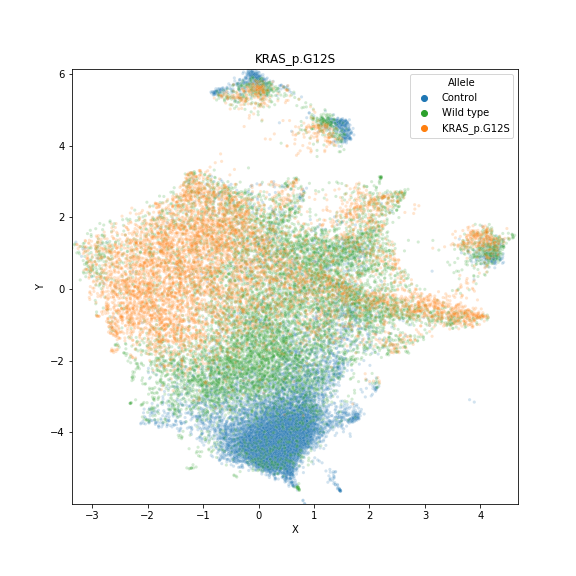 KRAS_p.G12S
Allele
Control
Wild type
KRAS_p.G12S
Y
6
4
2
0
−2
−4
−3
−2
−1
0
1
2
3
4
X